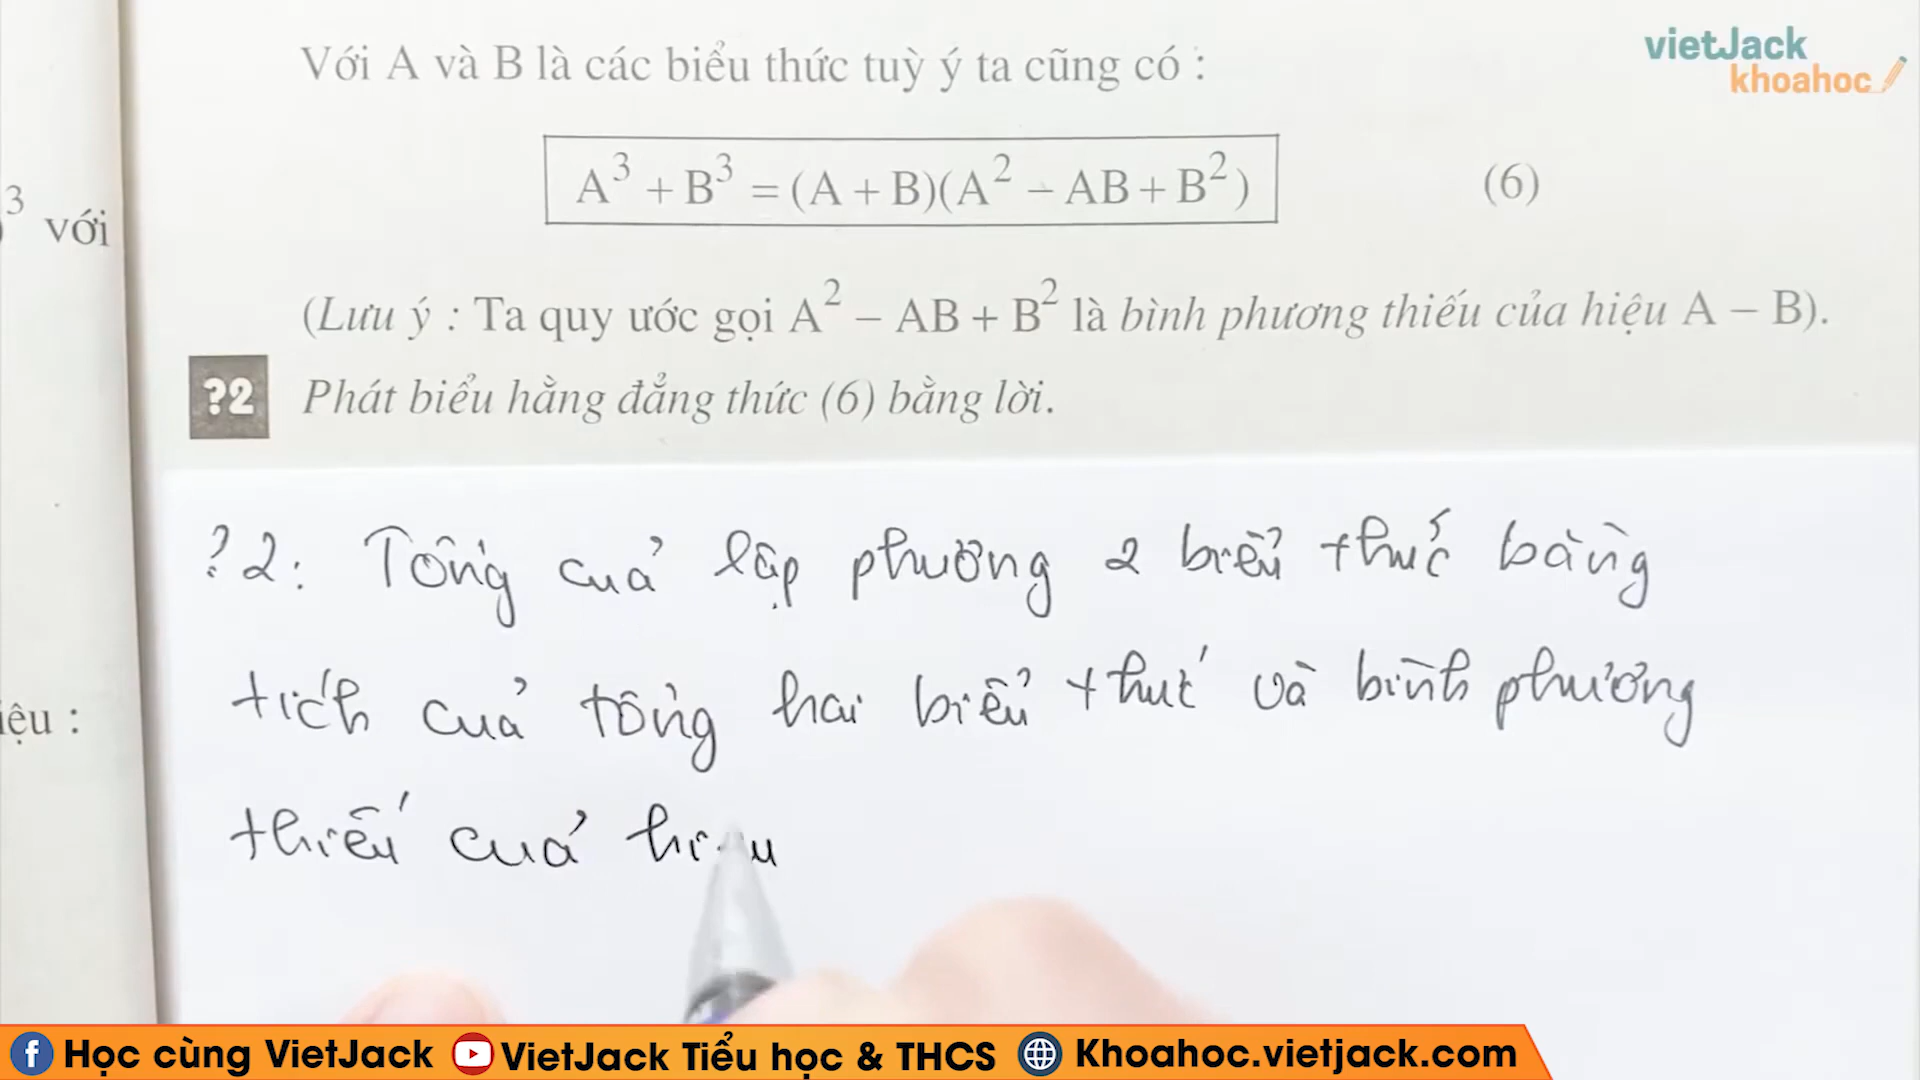 Với A và B là các biểu thức tuỳ ý ta cũng có :
vietJack
khoahoc
A³ + B³ = (A + B)(A² – AB + B²) (6)
3
với
(Lưu ý : Ta quy ước gọi A² – AB + B² là bình phương thiếu của hiệu A – B).
?2 Phát biểu hằng đẳng thức (6) bằng lời.
?2: Tổng của lập phương 2 biểu thức bằng
tích của tổng hai biểu thức và bình phương
iệu :
thiếu của hiệu
Học cùng VietJack VietJack Tiểu học & THCS Khoahoc.vietjack.com